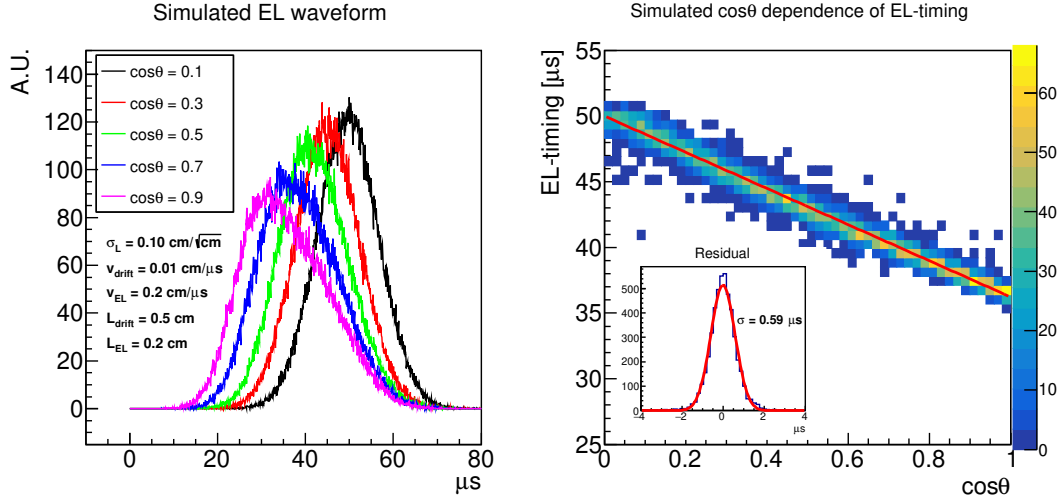 Simulated EL waveform
A.U.
140
120
100
80
60
40
20
0
cosθ = 0.1
cosθ = 0.3
cosθ = 0.5
cosθ = 0.7
cosθ = 0.9
σL = 0.10 cm/√cm
vdrift = 0.01 cm/μs
vEL = 0.2 cm/μs
Ldrift = 0.5 cm
LEL = 0.2 cm
0 20 40 60 80
μs
Simulated cosθ dependence of EL-timing
EL-timing [μs]
55
50
45
40
35
30
25
Residual
500
400
300
200
100
0
σ = 0.59 μs
−4 −2 0 2 4
μs
0 0.2 0.4 0.6 0.8 1
cosθ
60
50
40
30
20
10
0